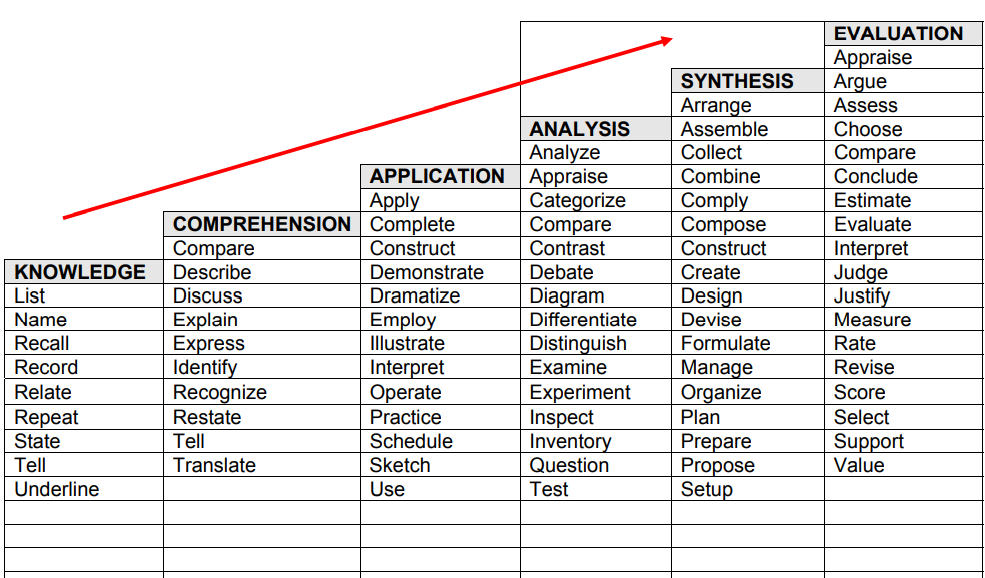 EVALUATION
Appraise
SYNTHESIS Argue
Arrange Assess
ANALYSIS Assemble Choose
Analyze Collect Compare
APPLICATION Appraise Combine Conclude
Apply Categorize Comply Estimate
COMPREHENSION Complete Compare Compose Evaluate
Compare Construct Contrast Construct Interpret
KNOWLEDGE Describe Demonstrate Debate Create Judge
List Discuss Dramatize Diagram Design Justify
Name Explain Employ Differentiate Devise Measure
Recall Express Illustrate Distinguish Formulate Rate
Record Identify Interpret Examine Manage Revise
Relate Recognize Operate Experiment Organize Score
Repeat Restate Practice Inspect Plan Select
State Tell Schedule Inventory Prepare Support
Tell Translate Sketch Question Propose Value
Underline Use Test Setup